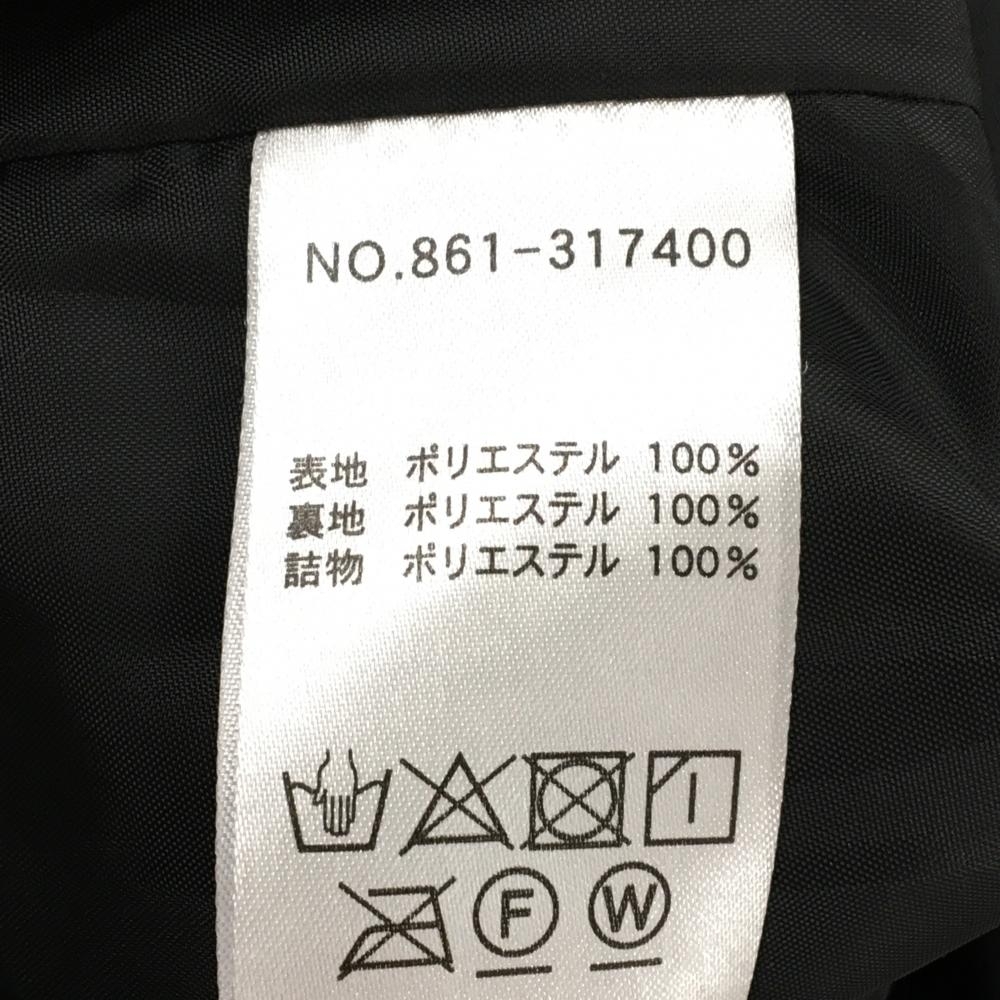 NO.861-317400
表地 ポリエステル 100%
裏地 ポリエステル 100%
詰物 ポリエステル 100%
F W